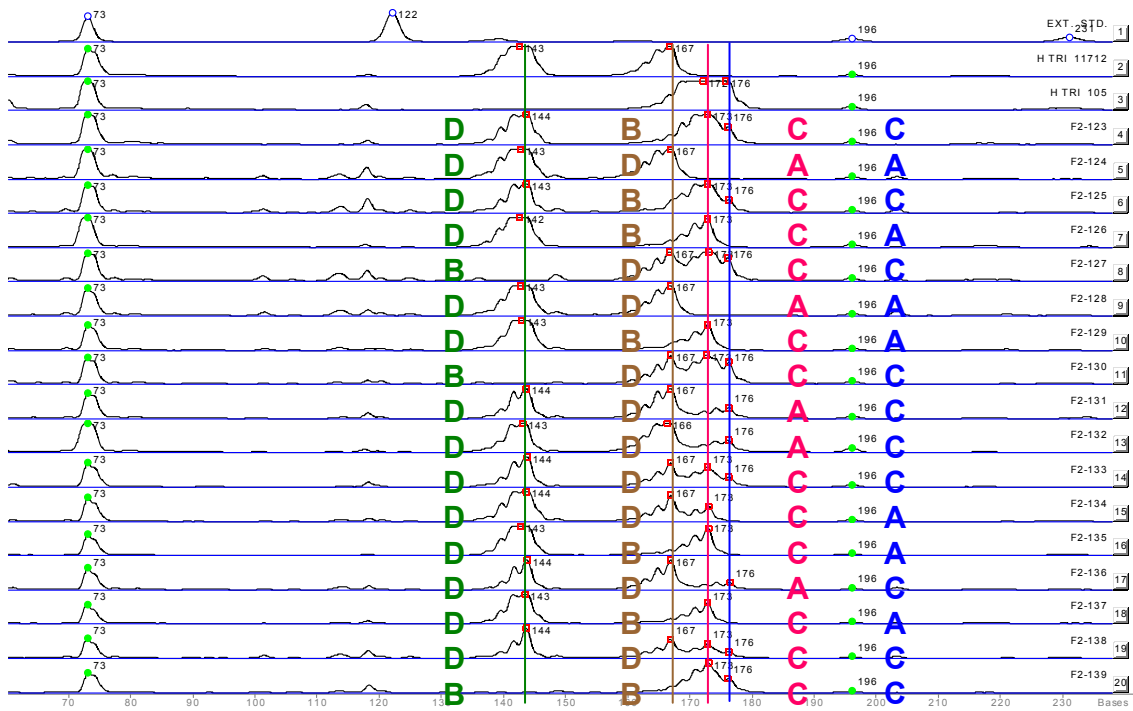 73 122 196 231 EXT. STD. 1
73 143 167 196 H TRI 11712 2
73 172 176 196 H TRI 105 3
73 D 144 B 173 176 C 196 C F2-123 4
73 D 143 D 167 A 196 A F2-124 5
73 D 143 B 173 176 C 196 C F2-125 6
73 D 142 B 173 C 196 A F2-126 7
73 B D 167 173 176 C 196 C F2-127 8
73 D 143 D 167 A 196 A F2-128 9
73 D 143 B 173 C 196 A F2-129 10
73 B D 167 173 176 C 196 C F2-130 11
73 D 144 D 167 176 A 196 C F2-131 12
73 D 143 D 166 176 A 196 C F2-132 13
73 D 144 D 167 173 176 C 196 C F2-133 14
73 D 144 D 167 173 C 196 A F2-134 15
73 D 143 B 173 C 196 A F2-135 16
73 D 144 D 167 176 A 196 C F2-136 17
73 D 143 B 173 C 196 A F2-137 18
73 D 144 D 167 173 176 C 196 C F2-138 19
73 B B 173 176 C 196 C F2-139 20
70 80 90 100 110 120 130 140 150 160 170 180 190 200 210 220 230 Bases